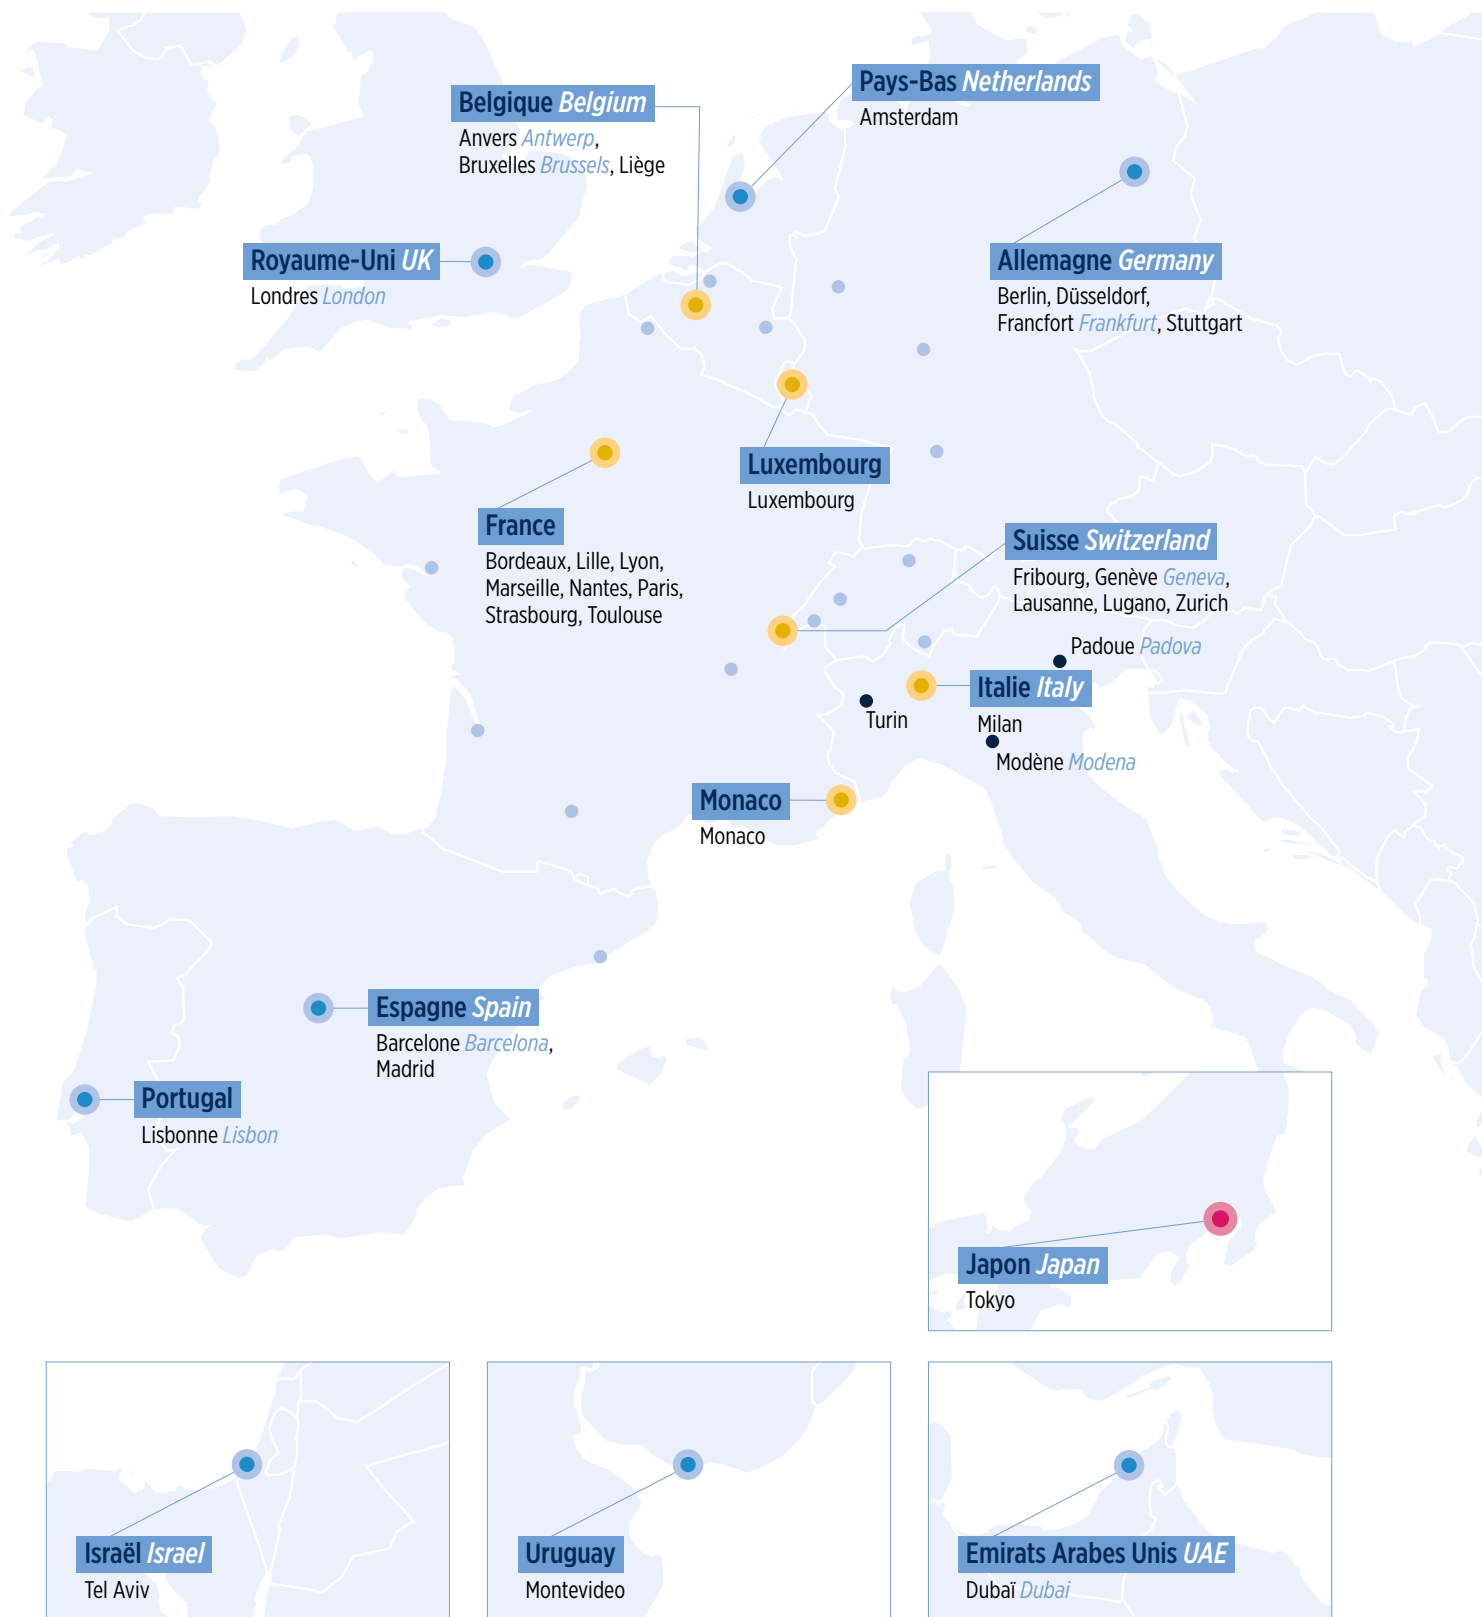 Pays-Bas Netherlands
Amsterdam
Belgique Belgium
Anvers Antwerp,
Bruxelles Brussels, Liège
Royaume-Uni UK
Londres London
Allemagne Germany
Berlin, Düsseldorf,
Francfort Frankfurt, Stuttgart
Luxembourg
Luxembourg
France
Bordeaux, Lille, Lyon,
Marseille, Nantes, Paris,
Strasbourg, Toulouse
Suisse Switzerland
Fribourg, Genève Geneva,
Lausanne, Lugano, Zurich
Padoue Padova
Italie Italy
Milan
Turin
Modène Modena
Monaco
Monaco
Espagne Spain
Barcelone Barcelona,
Madrid
Portugal
Lisbonne Lisbon
Japon Japan
Tokyo
Israël Israel
Tel Aviv
Uruguay
Montevideo
Emirats Arabes Unis UAE
Dubaï Dubai